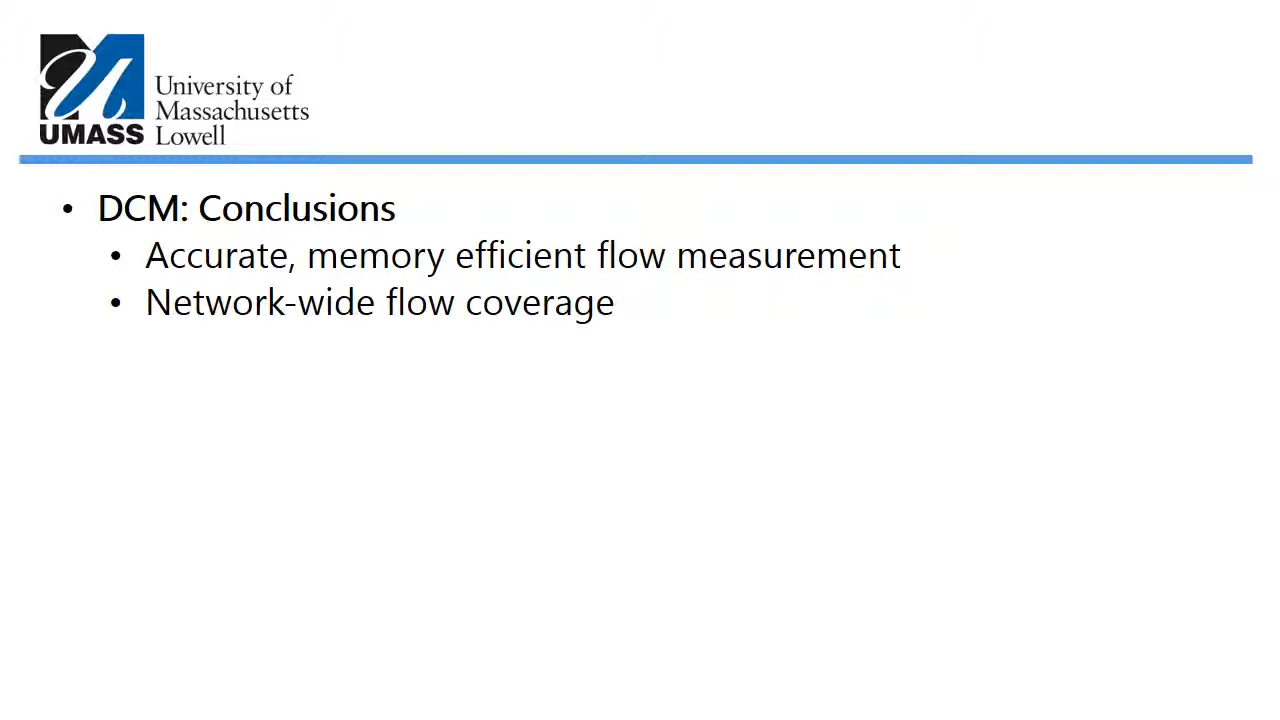 University of
Massachusetts
Lowell
UMASS
• DCM: Conclusions
• Accurate, memory efficient flow measurement
• Network-wide flow coverage